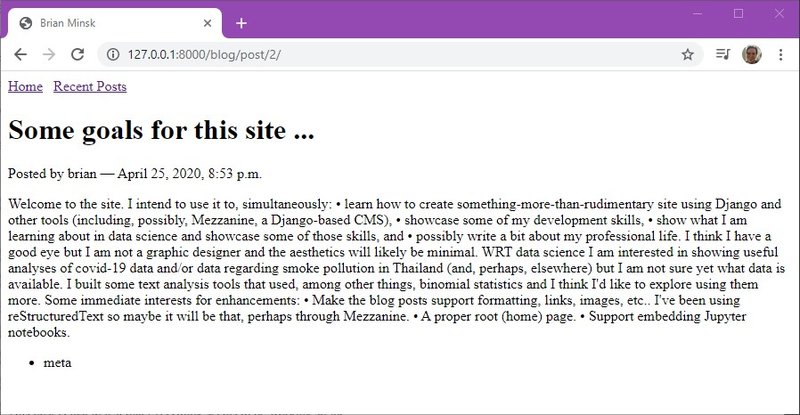 Brian Minsk
127.0.0.1:8000/blog/post/2/
Home Recent Posts
Some goals for this site ...
Posted by brian — April 25, 2020, 8:53 p.m.
Welcome to the site. I intend to use it to, simultaneously: • learn how to create something-more-than-rudimentary site using Django and
other tools (including, possibly, Mezzanine, a Django-based CMS), • showcase some of my development skills, • show what I am
learning about in data science and showcase some of those skills, and • possibly write a bit about my professional life. I think I have a
good eye but I am not a graphic designer and the aesthetics will likely be minimal. WRT data science I am interested in showing useful
analyses of covid-19 data and/or data regarding smoke pollution in Thailand (and, perhaps, elsewhere) but I am not sure yet what data is
available. I built some text analysis tools that used, among other things, binomial statistics and I think I'd like to explore using them
more. Some immediate interests for enhancements: • Make the blog posts support formatting, links, images, etc.. I've been using
reStructuredText so maybe it will be that, perhaps through Mezzanine. • A proper root (home) page. • Support embedding Jupyter
notebooks.
• meta